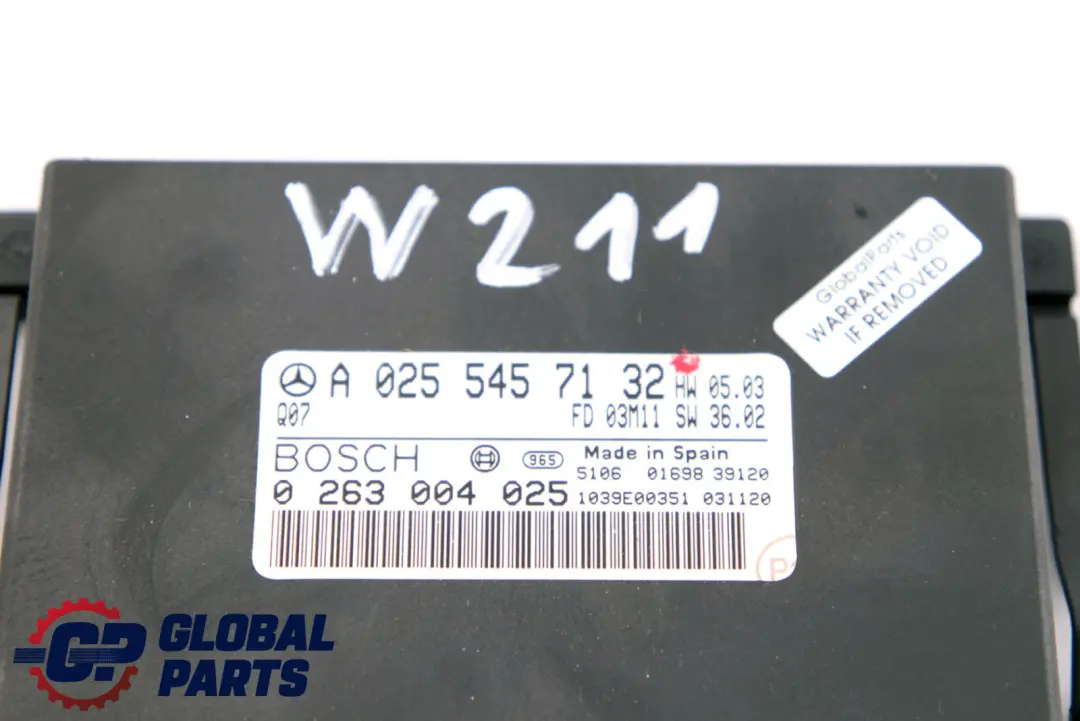 W211
GlobalParts
WARRANTY VOID
IF REMOVED
A 025 545 71 32 HW 05.03
Q07 FD 03M11 SW 36.02
BOSCH 965 Made in Spain
5106 01698 39120
0 263 004 025 1039E00351 031120
GP GLOBAL
PARTS